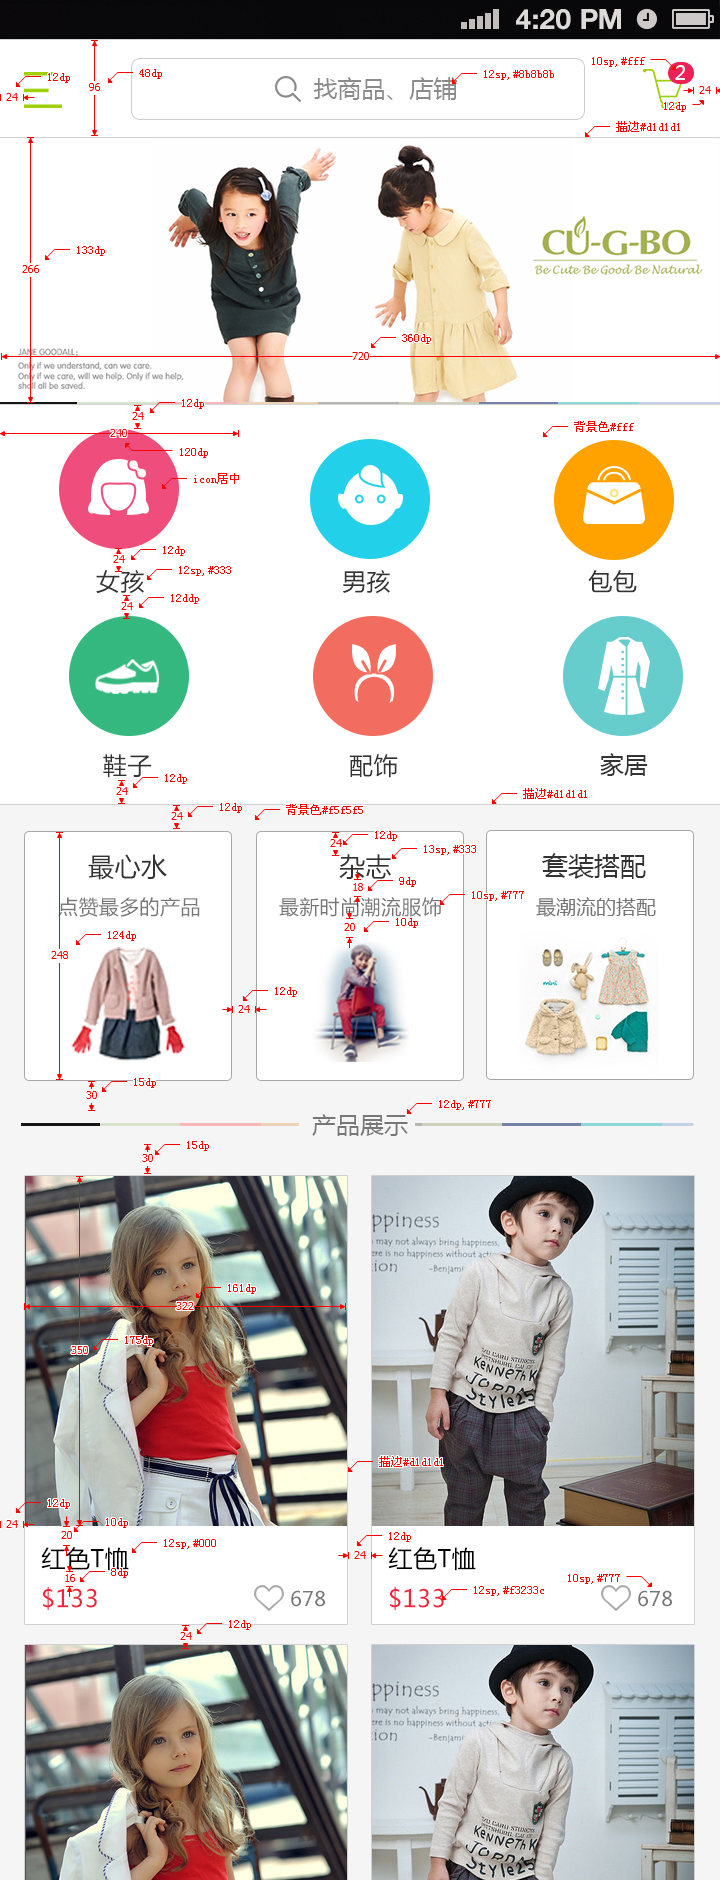 4:20 PM
10sp, #fff
12dp
48dp
12sp, #8b8b8b
2
96
找商品、店铺
24
24
12dp
描边#d1d1d1
133dp
CU-G-BO
266
Be Cute Be Good Be Natural
360dp
JANE GOODALL:
720
Only if we understand, can we care.
Only if we care, will we help. Only if we help,
shall all be saved.
12dp
24
背景色#fff
240
120dp
icon居中
12dp
24
12sp, #333
女孩
男孩
包包
12ddp
24
鞋子
配饰
家居
12dp
24
描边#d1d1d1
12dp
24
背景色#f5f5f5
12dp
24
13sp, #333
最心水
杂志
套装搭配
9dp
18
10sp, #777
点赞最多的产品
最新时尚潮流服饰
最潮流的搭配
10dp
20
124dp
248
mini
12dp
24
15dp
30
12dp, #777
产品展示
15dp
30
161dp
322
175dp
350
ppiness
may not always bring happiness,
ere is no happiness without action
tion
-Benjami
Kenneth K
Style25
描边#d1d1d1
12dp
24
10dp
20
12sp, #000
12dp
24
红色T恤
红色T恤
8dp
16
10sp, #777
12sp, #f3233c
$133
678
$133
678
12dp
24
ppiness
may not always bring happiness,
ere is no happiness without action
tion
-Benjami
Kenneth K
Style25